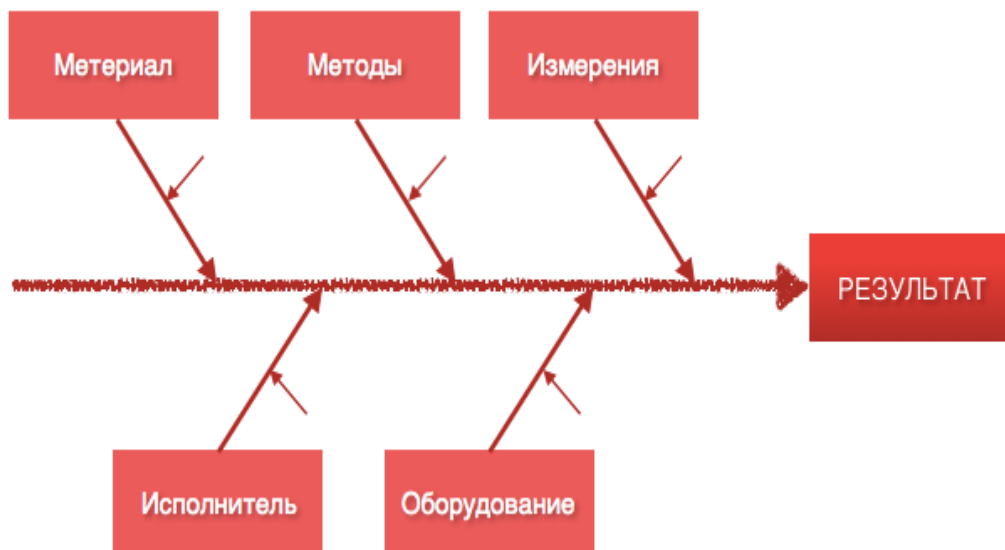 Метериал
Методы
Измерения
РЕЗУЛЬТАТ
Исполнитель
Оборудование